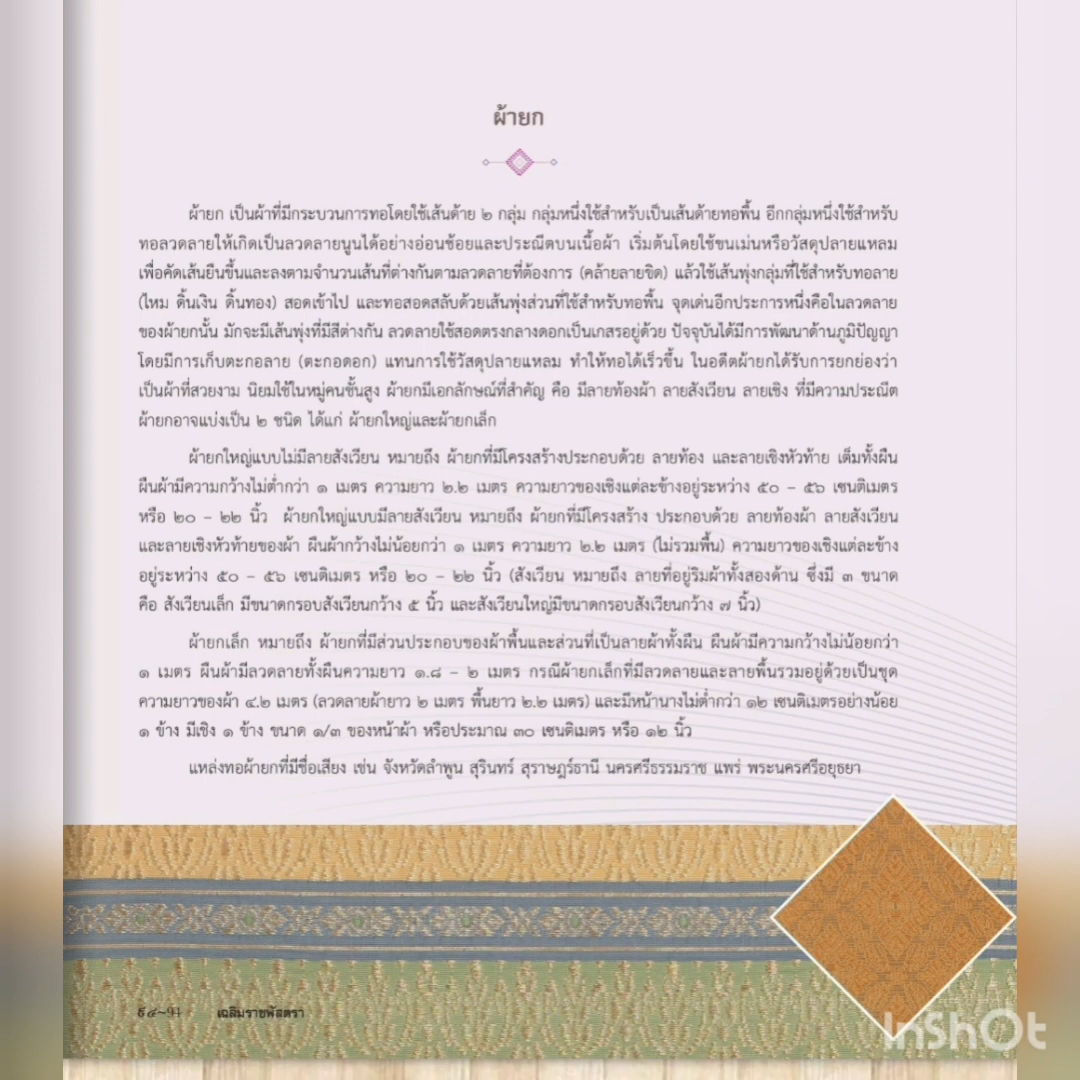 ผ้ายก
ผ้ายก เป็นผ้าที่มีกระบวนการทอโดยใช้เส้นด้าย ๒ กลุ่ม กลุ่มหนึ่งใช้สำหรับเป็นเส้นด้ายทอพื้น อีกกลุ่มหนึ่งใช้สำหรับ
ทอลวดลายให้เกิดเป็นลวดลายนูนได้อย่างอ่อนช้อยและประณีตบนเนื้อผ้า เริ่มต้นโดยใช้ขนเม่นหรือวัสดุปลายแหลม
เพื่อคัดเส้นยืนขึ้นและลงตามจำนวนเส้นที่ต่างกันตามลวดลายที่ต้องการ (คล้ายลายขิด) แล้วใช้เส้นพุ่งกลุ่มที่ใช้สำหรับทอลาย
(ไหม ดิ้นเงิน ดิ้นทอง) สอดเข้าไป และทอสอดสลับด้วยเส้นพุ่งส่วนที่ใช้สำหรับทอพื้น จุดเด่นอีกประการหนึ่งคือในลวดลาย
ของผ้ายกนั้น มักจะมีเส้นพุ่งที่มีสีต่างกัน ลวดลายใช้สอดตรงกลางดอกเป็นเกสรอยู่ด้วย ปัจจุบันได้มีการพัฒนาด้านภูมิปัญญา
โดยมีการเก็บตะกอลาย (ตะกอดอก) แทนการใช้วัสดุปลายแหลม ทำให้ทอได้เร็วขึ้น ในอดีตผ้ายกได้รับการยกย่องว่า
เป็นผ้าที่สวยงาม นิยมใช้ในหมู่คนชั้นสูง ผ้ายกมีเอกลักษณ์ที่สำคัญ คือ มีลายท้องผ้า ลายสังเวียน ลายเชิง ที่มีความประณีต
ผ้ายกอาจแบ่งเป็น ๒ ชนิด ได้แก่ ผ้ายกใหญ่และผ้ายกเล็ก
ผ้ายกใหญ่แบบไม่มีลายสังเวียน หมายถึง ผ้ายกที่มีโครงสร้างประกอบด้วย ลายท้อง และลายเชิงหัวท้าย เต็มทั้งผืน
ผืนผ้ามีความกว้างไม่ต่ำกว่า ๑ เมตร ความยาว ๒.๒ เมตร ความยาวของเชิงแต่ละข้างอยู่ระหว่าง ๕๐ – ๕๖ เซนติเมตร
หรือ ๒๐ – ๒๒ นิ้ว ผ้ายกใหญ่แบบมีลายสังเวียน หมายถึง ผ้ายกที่มีโครงสร้าง ประกอบด้วย ลายท้องผ้า ลายสังเวียน
และลายเชิงหัวท้ายของผ้า ผืนผ้ากว้างไม่น้อยกว่า ๑ เมตร ความยาว ๒.๒ เมตร (ไม่รวมพื้น) ความยาวของเชิงแต่ละข้าง
อยู่ระหว่าง ๕๐ – ๕๖ เซนติเมตร หรือ ๒๐ – ๒๒ นิ้ว (สังเวียน หมายถึง ลายที่อยู่ริมผ้าทั้งสองด้าน ซึ่งมี ๓ ขนาด
คือ สังเวียนเล็ก มีขนาดกรอบสังเวียนกว้าง ๕ นิ้ว และสังเวียนใหญ่มีขนาดกรอบสังเวียนกว้าง ๗ นิ้ว)
ผ้ายกเล็ก หมายถึง ผ้ายกที่มีส่วนประกอบของผ้าพื้นและส่วนที่เป็นลายผ้าทั้งผืน ผืนผ้ามีความกว้างไม่น้อยกว่า
๑ เมตร ผืนผ้ามีลวดลายทั้งผืนความยาว ๑.๘ – ๒ เมตร กรณีผ้ายกเล็กที่มีลวดลายและลายพื้นรวมอยู่ด้วยเป็นชุด
ความยาวของผ้า ๔.๒ เมตร (ลวดลายผ้ายาว ๒ เมตร พื้นยาว ๒.๒ เมตร) และมีหน้านางไม่ต่ำกว่า ๑๒ เซนติเมตรอย่างน้อย
๑ ข้าง มีเชิง ๑ ข้าง ขนาด ๑/๓ ของหน้าผ้า หรือประมาณ ๓๐ เซนติเมตร หรือ ๑๒ นิ้ว
แหล่งทอผ้ายกที่มีชื่อเสียง เช่น จังหวัดลำพูน สุรินทร์ สุราษฎร์ธานี นครศรีธรรมราช แพร่ พระนครศรีอยุธยา
เฉลิมราชพัสตรา
InShOt